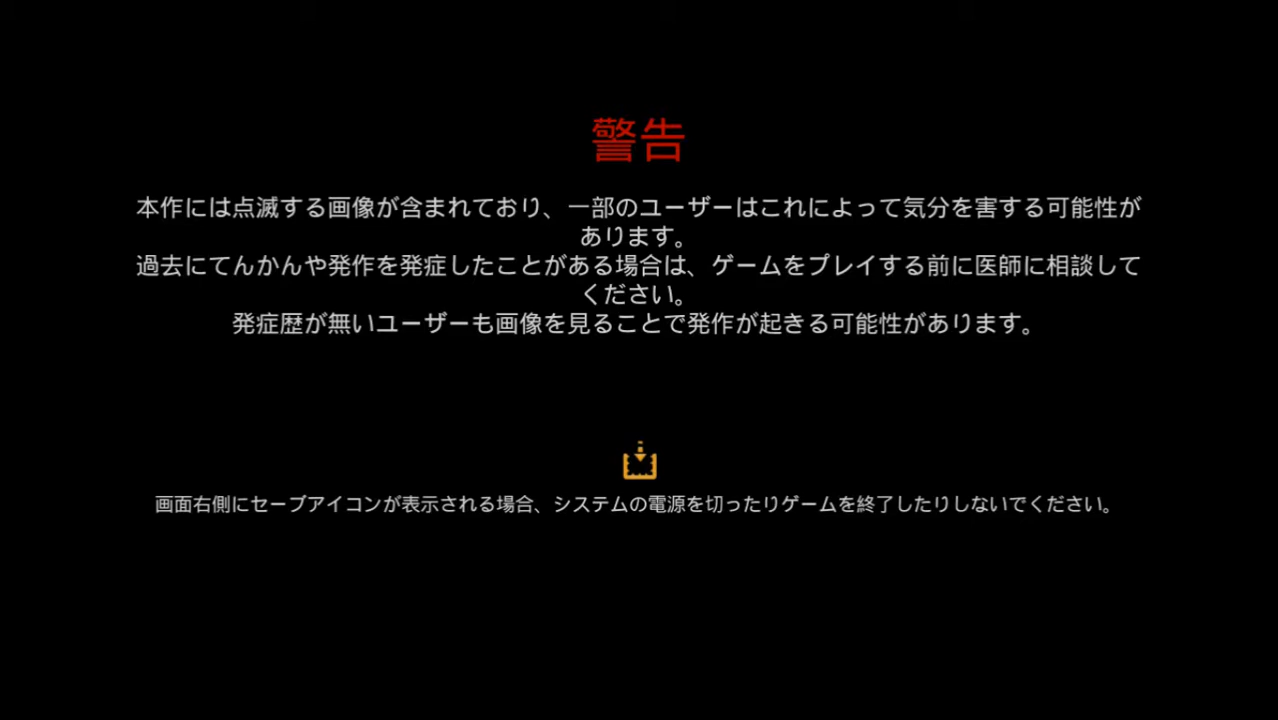 警告
本作には点滅する画像が含まれており、一部のユーザーはこれによって気分を害する可能性が
あります。
過去にてんかんや発作を発症したことがある場合は、ゲームをプレイする前に医師に相談して
ください。
発症歴が無いユーザーも画像を見ることで発作が起きる可能性があります。
画面右側にセーブアイコンが表示される場合、システムの電源を切ったりゲームを終了したりしないでください。